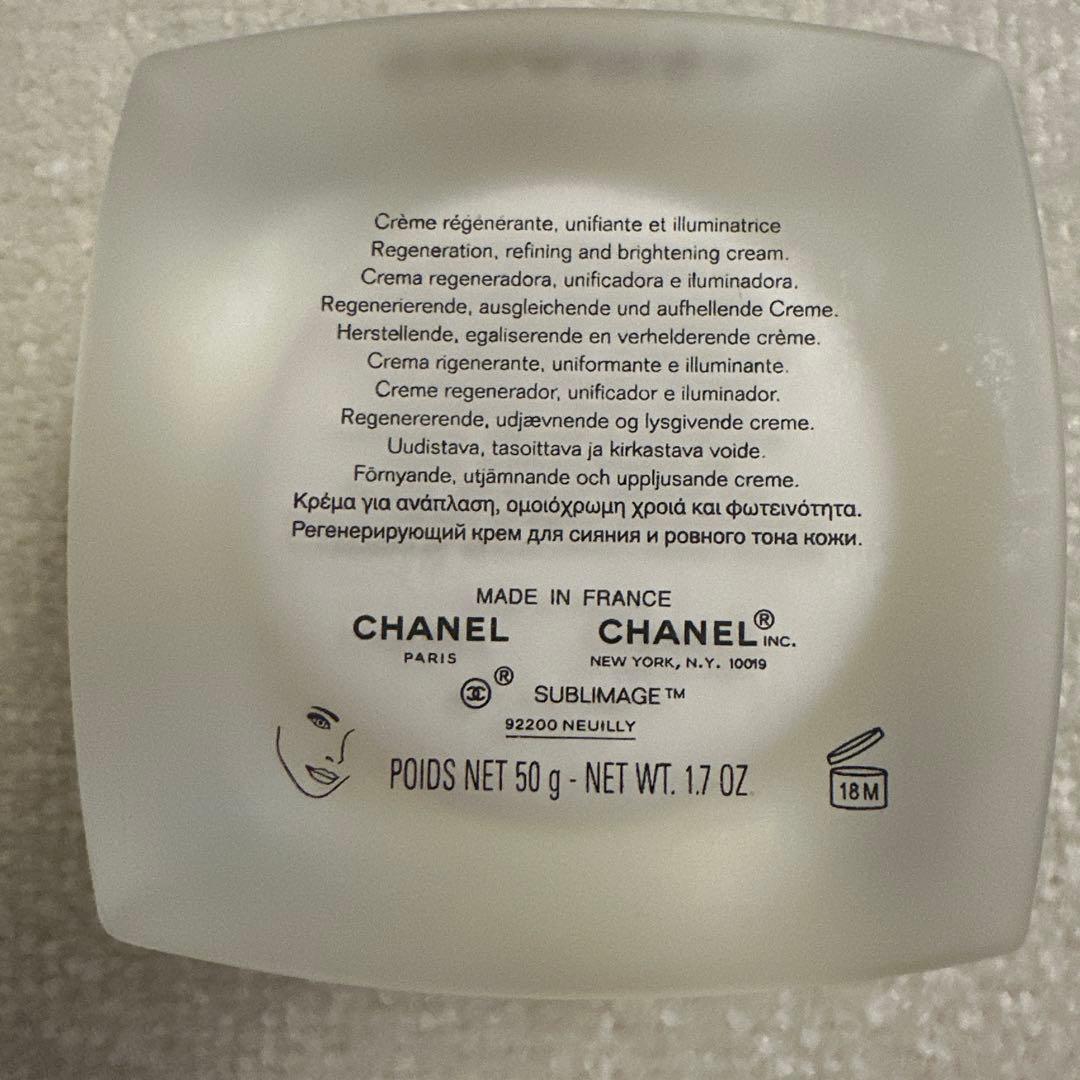 Crème régénérante, unifiante et illuminatrice
Regeneration, refining and brightening cream.
Crema regeneradora, unificadora e iluminadora.
Regenerierende, ausgleichende und aufhellende Creme.
Herstellende, egaliserende en verhelderende crème.
Crema rigenerante, uniformante e illuminante.
Creme regenerador, unificador e iluminador.
Regenererende, udjævnende og lysgivende creme.
Uudistava, tasoittava ja kirkastava voide.
Förnyande, utjämnande och uppljusande creme.
Κρέμα για ανάπλαση, ομοιόχρωμη χροιά και φωτεινότητα.
Регенерирующий крем для сияния и ровного тона кожи.
MADE IN FRANCE
CHANEL CHANEL® INC.
PARIS NEW YORK, N.Y. 10019
® SUBLIMAGE™
92200 NEUILLY
POIDS NET 50 g - NET WT. 1.7 OZ.
18 M